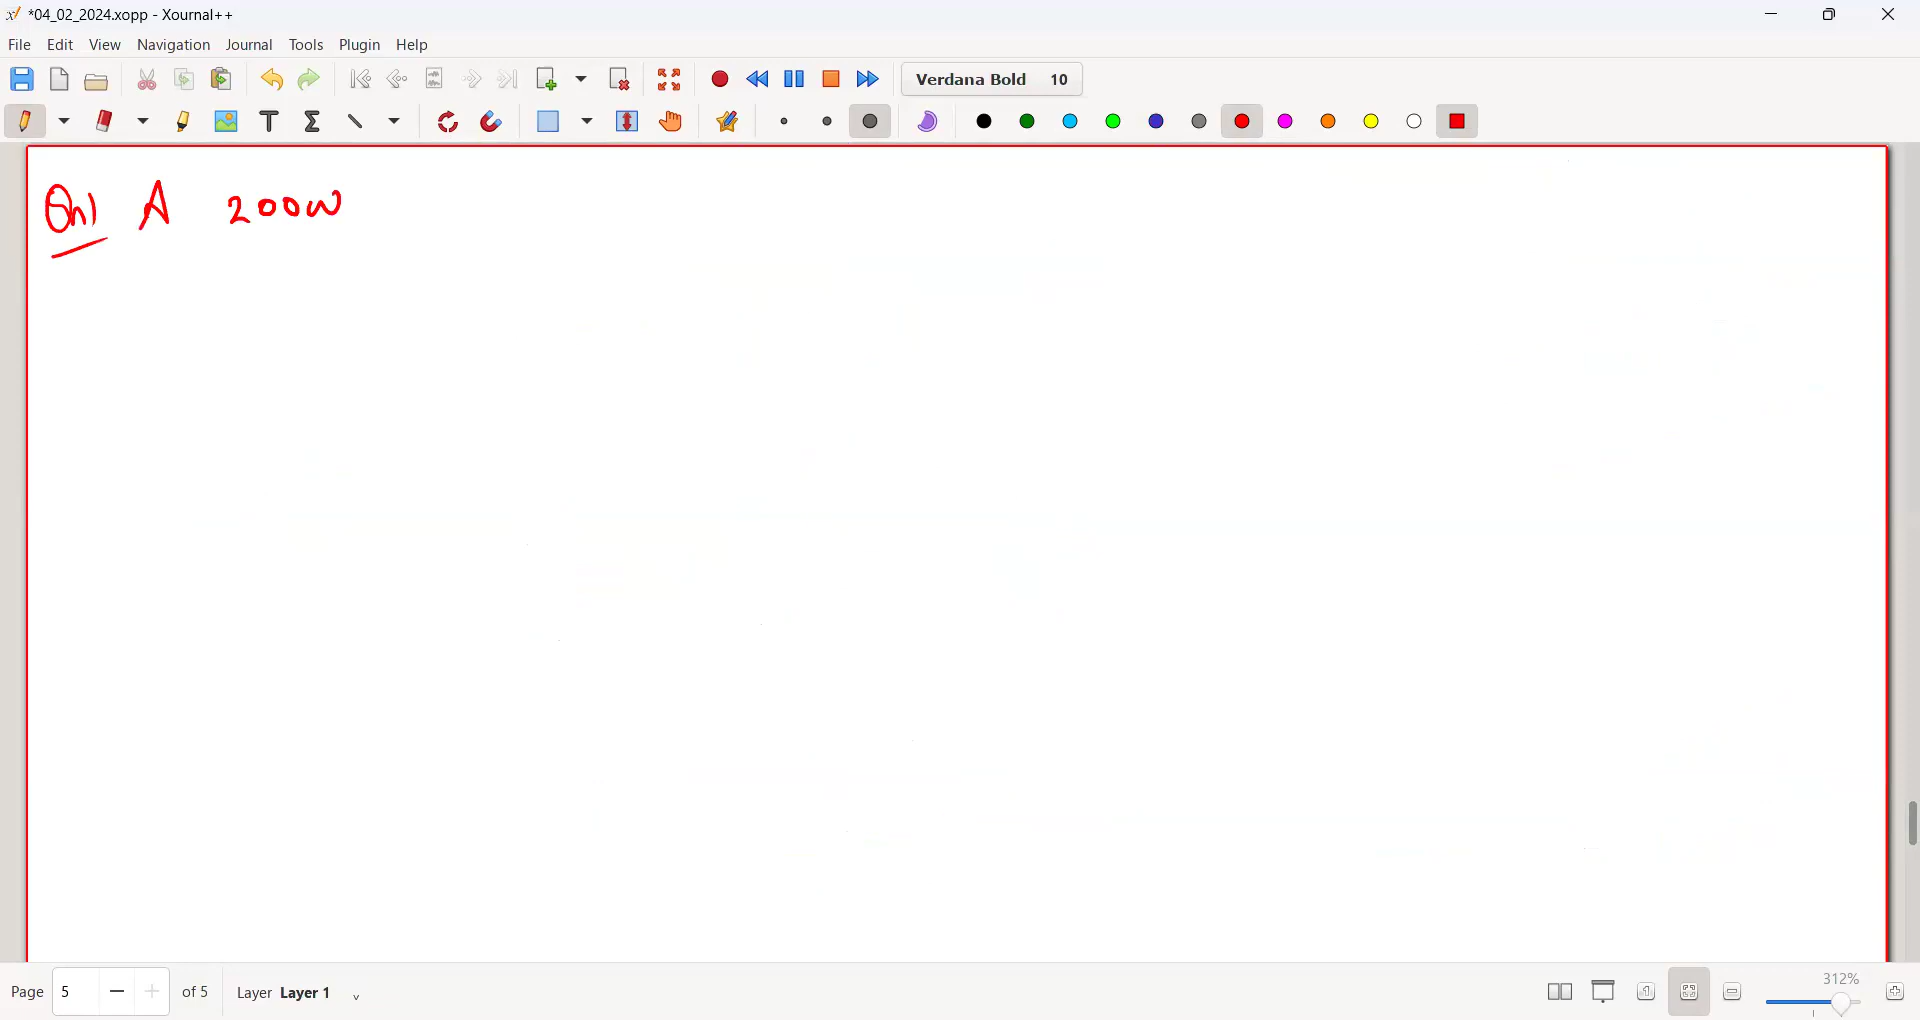 *04_02_2024.xopp - Xournal++
File Edit View Navigation Journal Tools Plugin Help
Verdana Bold 10
Qn1 A 200W
Page 5 of 5 Layer Layer 1 312%